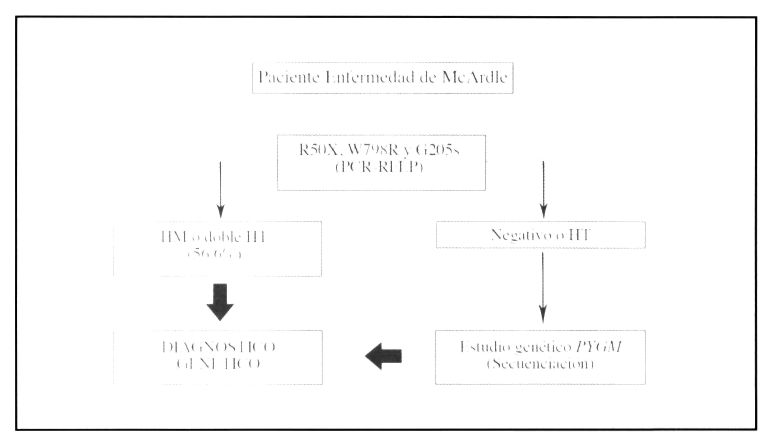 Paciente Enfermedad de McArdle
R50X, W798R y G205s
(PCR-RFLP)
HM o doble HT
Negativo o HT
DIAGNOSTICO
GENETICO
Estudio genético PYGM
(Secuenciación)